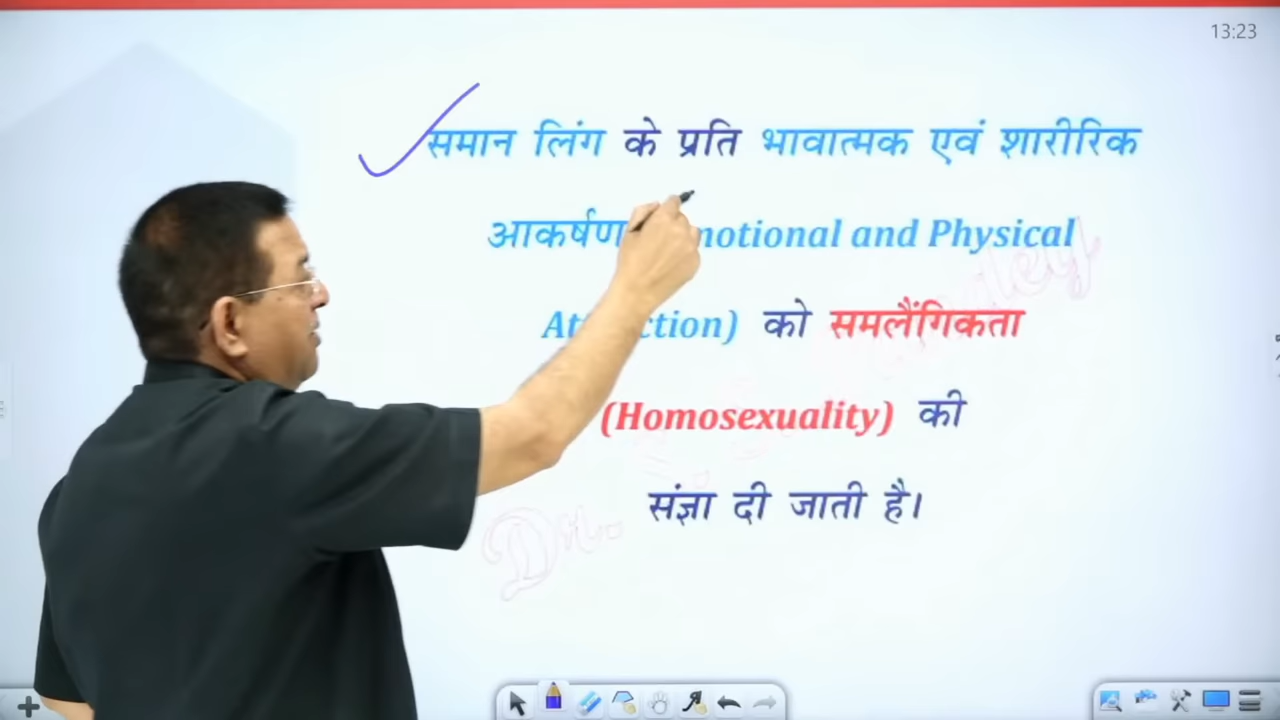 13:23
समान लिंग के प्रति भावात्मक एवं शारीरिक
आकर्षण and Physical
को समलैंगिकता
(Homosexuality) की
संज्ञा दी जाती है।